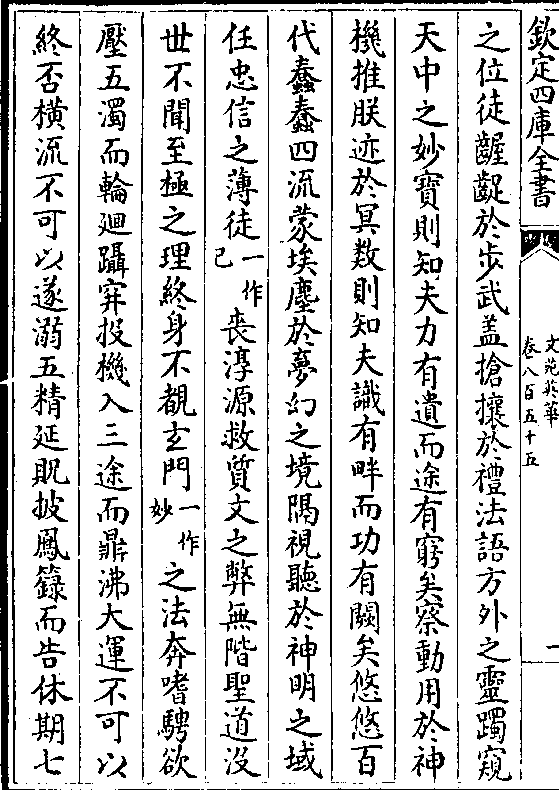 欽定四庫全書
文苑英華
卷八百五十五
一
之位徒齷齪於步武盖搶攘於禮法語方外之靈躅窺
天中之妙寶則知夫力有遺而途有窮矣察動用於神
機推朕迹於冥数則知夫識有畔而功有闕矣悠悠百
代蠢蠢四流蒙埃塵於夢幻之境隔視聽於神明之域
任忠信之薄徒一作已喪淳源救質文之弊無階聖道没
世不聞至極之理終身不覩玄門一作妙之法奔嗜騁欲
壓五濁而輪迴躡穽投機入三途而鼎沸大運不可以
終否橫流不可以遂溺五精延貺披鳳籙而告休期七